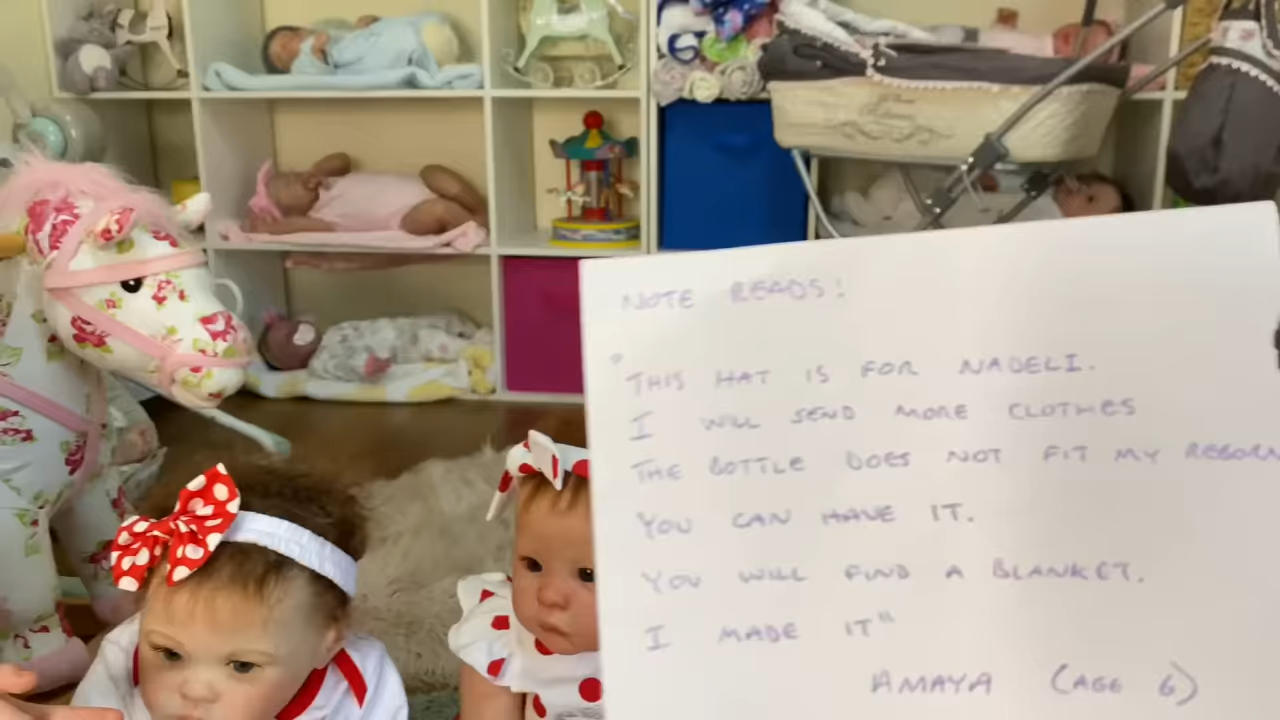 NOTE READS:
"THIS HAT IS FOR NADELI.
I WILL SEND MORE CLOTHES
THE BOTTLE DOES NOT FIT MY REBORN
YOU CAN HAVE IT.
YOU WILL FIND A BLANKET.
I MADE IT"
AMAYA (AGE 6)